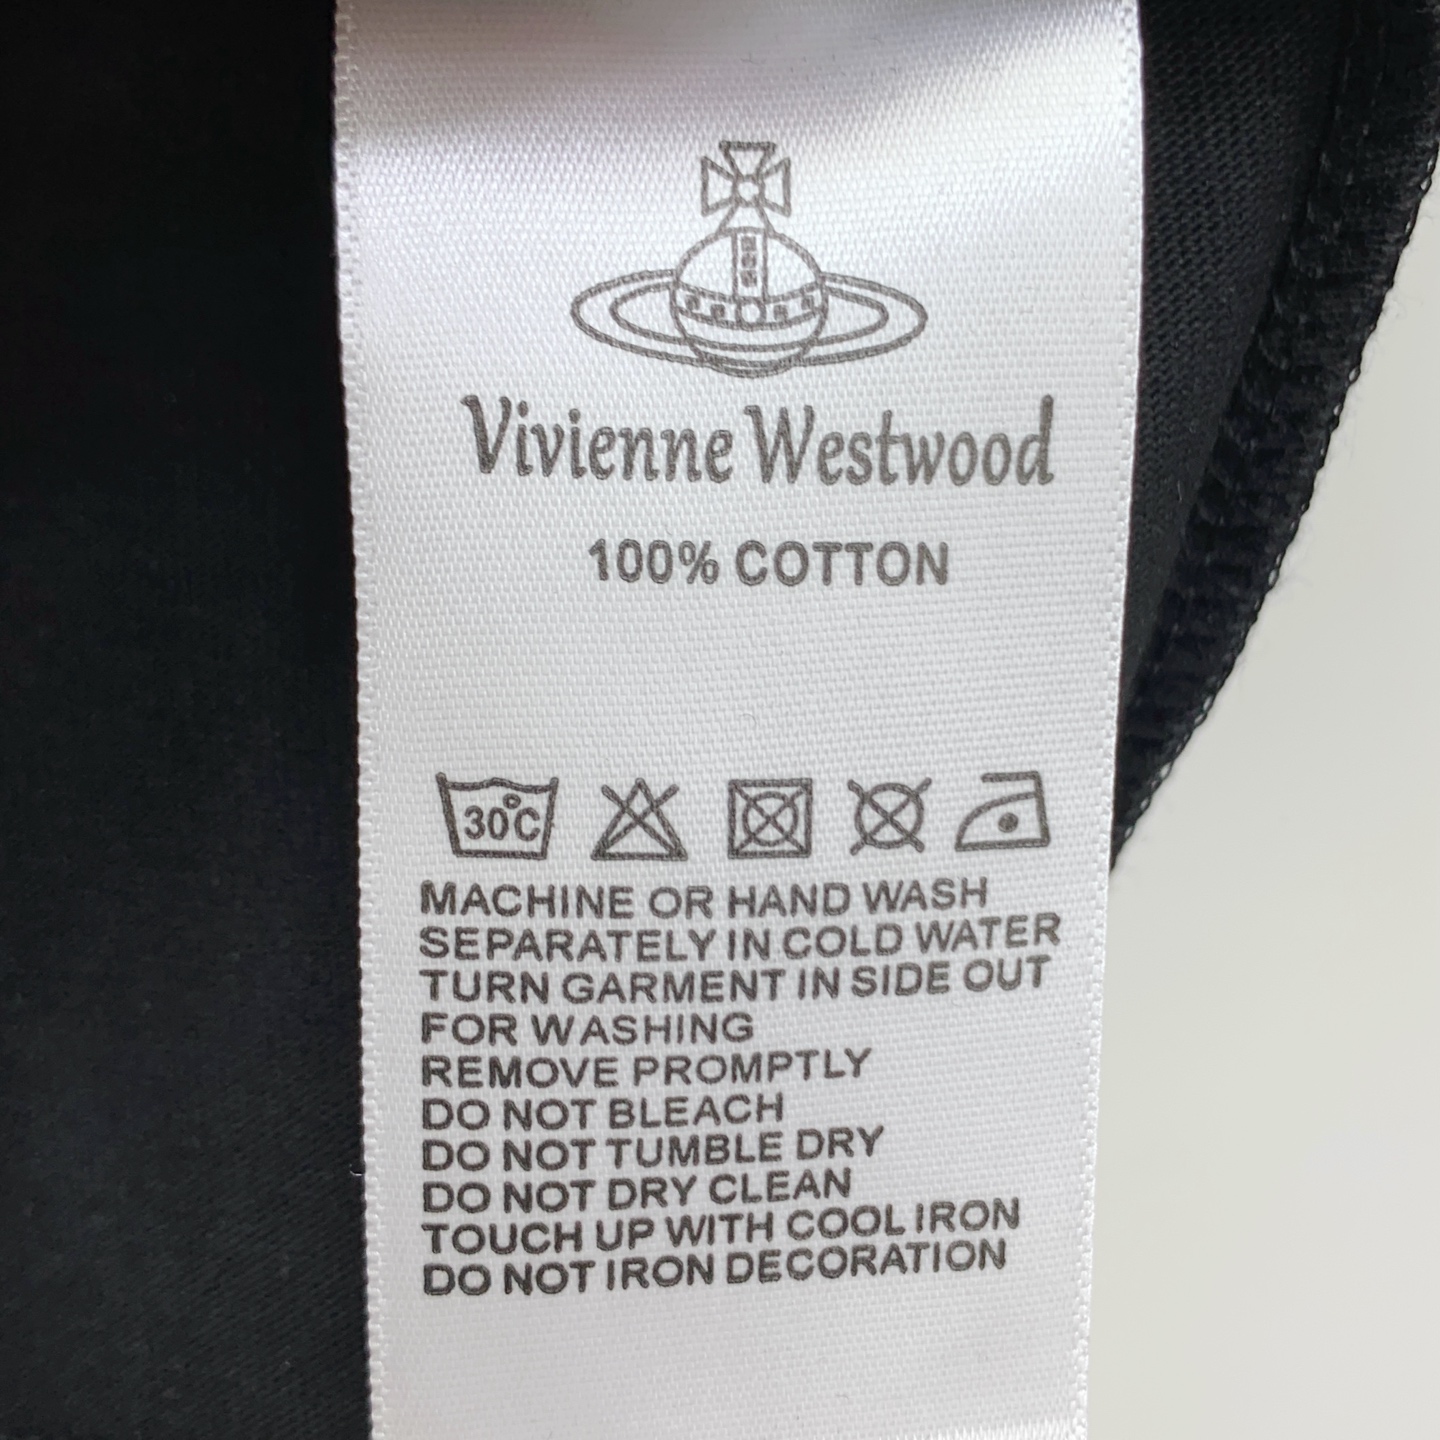 Vivienne Westwood
100% COTTON
30°C
MACHINE OR HAND WASH
SEPARATELY IN COLD WATER
TURN GARMENT IN SIDE OUT
FOR WASHING
REMOVE PROMPTLY
DO NOT BLEACH
DO NOT TUMBLE DRY
DO NOT DRY CLEAN
TOUCH UP WITH COOL IRON
DO NOT IRON DECORATION